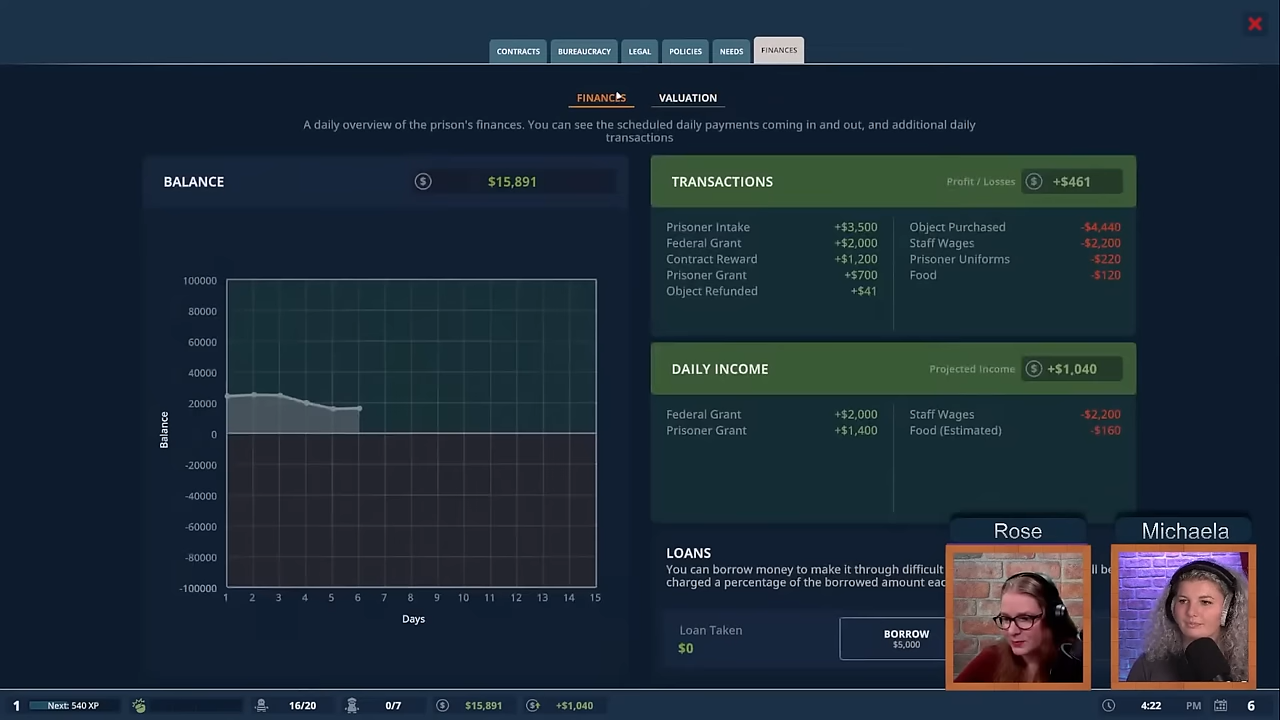 CONTRACTS
BUREAUCRACY
LEGAL
POLICIES
NEEDS
FINANCES
FINANCES
VALUATION
A daily overview of the prison's finances. You can see the scheduled daily payments coming in and out, and additional daily
transactions
BALANCE
$15,891
100000
80000
60000
40000
20000
0
-20000
-40000
-60000
-80000
-100000
Balance
1 2 3 4 5 6 7 8 9 10 11 12 13 14 15
Days
TRANSACTIONS
Profit / Losses
+$461
Prisoner Intake +$3,500
Federal Grant +$2,000
Contract Reward +$1,200
Prisoner Grant +$700
Object Refunded +$41
Object Purchased -$4,440
Staff Wages -$2,200
Prisoner Uniforms -$220
Food -$120
DAILY INCOME
Projected Income
+$1,040
Federal Grant +$2,000
Prisoner Grant +$1,400
Staff Wages -$2,200
Food (Estimated) -$160
LOANS
You can borrow money to make it through difficult be
charged a percentage of the borrowed amount eac
Loan Taken
$0
BORROW
$5,000
Rose
Michaela
1 Next: 540 XP 16/20 0/7 $15,891 +$1,040 4:22 PM 6